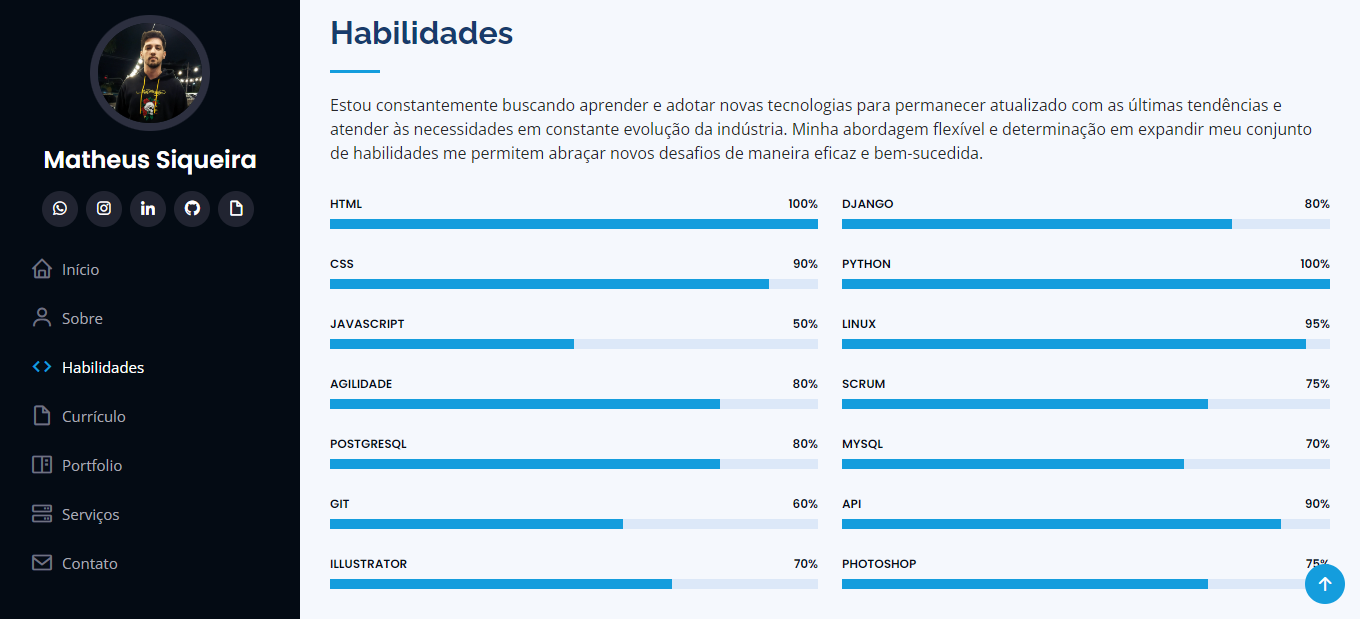 Matheus Siqueira
Início
Sobre
Habilidades
Currículo
Portfolio
Serviços
Contato
Habilidades
Estou constantemente buscando aprender e adotar novas tecnologias para permanecer atualizado com as últimas tendências e
atender às necessidades em constante evolução da indústria. Minha abordagem flexível e determinação em expandir meu conjunto
de habilidades me permitem abraçar novos desafios de maneira eficaz e bem-sucedida.
HTML 100%
CSS 90%
JAVASCRIPT 50%
AGILIDADE 80%
POSTGRESQL 80%
GIT 60%
ILLUSTRATOR 70%
DJANGO 80%
PYTHON 100%
LINUX 95%
SCRUM 75%
MYSQL 70%
API 90%
PHOTOSHOP 75%